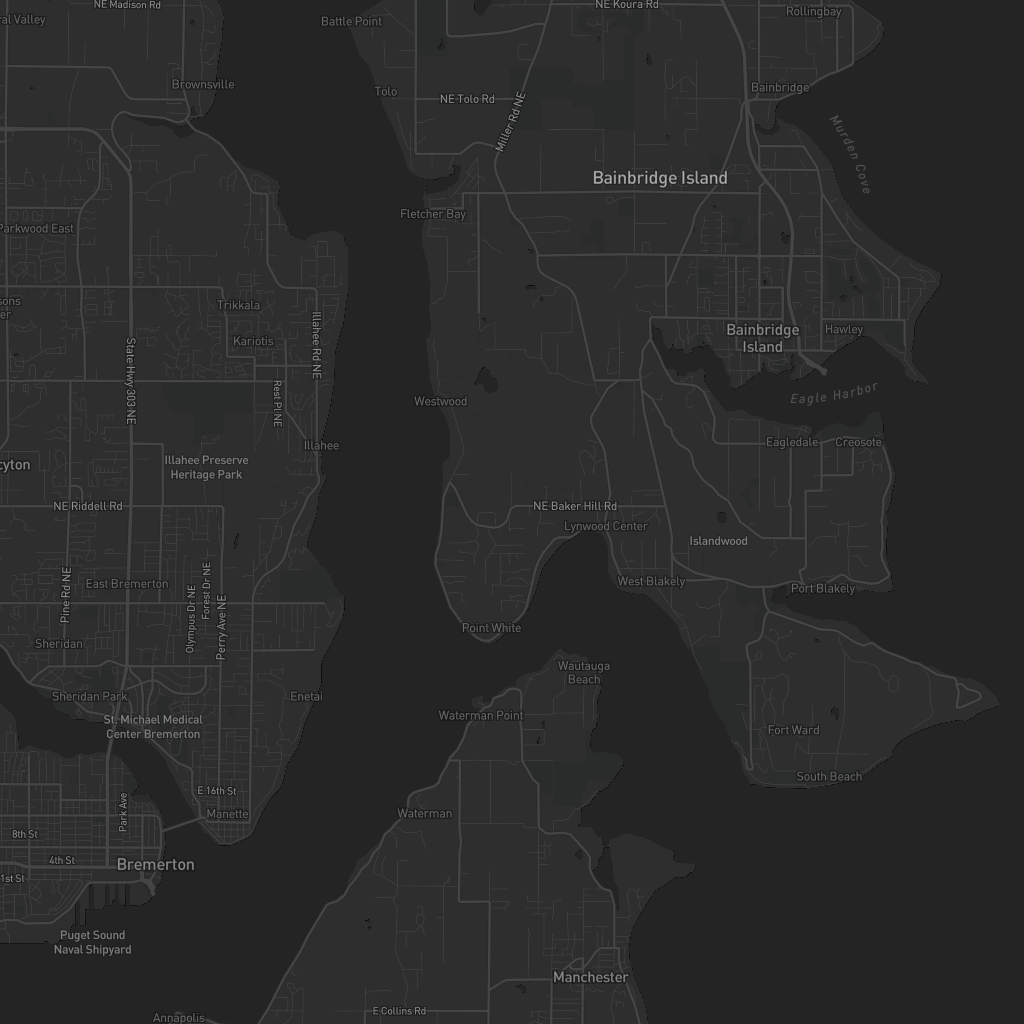 NE Madison Rd
NE Koura Rd
Rollingbay
Battle Point
Brownsville
Tolo
NE Tolo Rd
Bainbridge
Miller Rd NE
Murden Cove
Bainbridge Island
Fletcher Bay
Parkwood East
Trikkala
Illahee Rd NE
Kariotis
State Hwy 303 NE
Bainbridge
Island
Hawley
Rest Pl NE
Westwood
Eagle Harbor
Illahee
Eagledale
Creosote
Illahee Preserve
Heritage Park
NE Riddell Rd
NE Baker Hill Rd
Lynwood Center
Islandwood
East Bremerton
Pine Rd NE
Olympus Dr NE
Forest Dr NE
Perry Ave NE
West Blakely
Port Blakely
Point White
Sheridan
Wautauga
Beach
Sheridan Park
Enetai
St. Michael Medical
Center Bremerton
Waterman Point
Fort Ward
South Beach
E 16th St
Park Ave
Manette
Waterman
8th St
4th St
Bremerton
1st St
Puget Sound
Naval Shipyard
Manchester
E Collins Rd
Annapolis